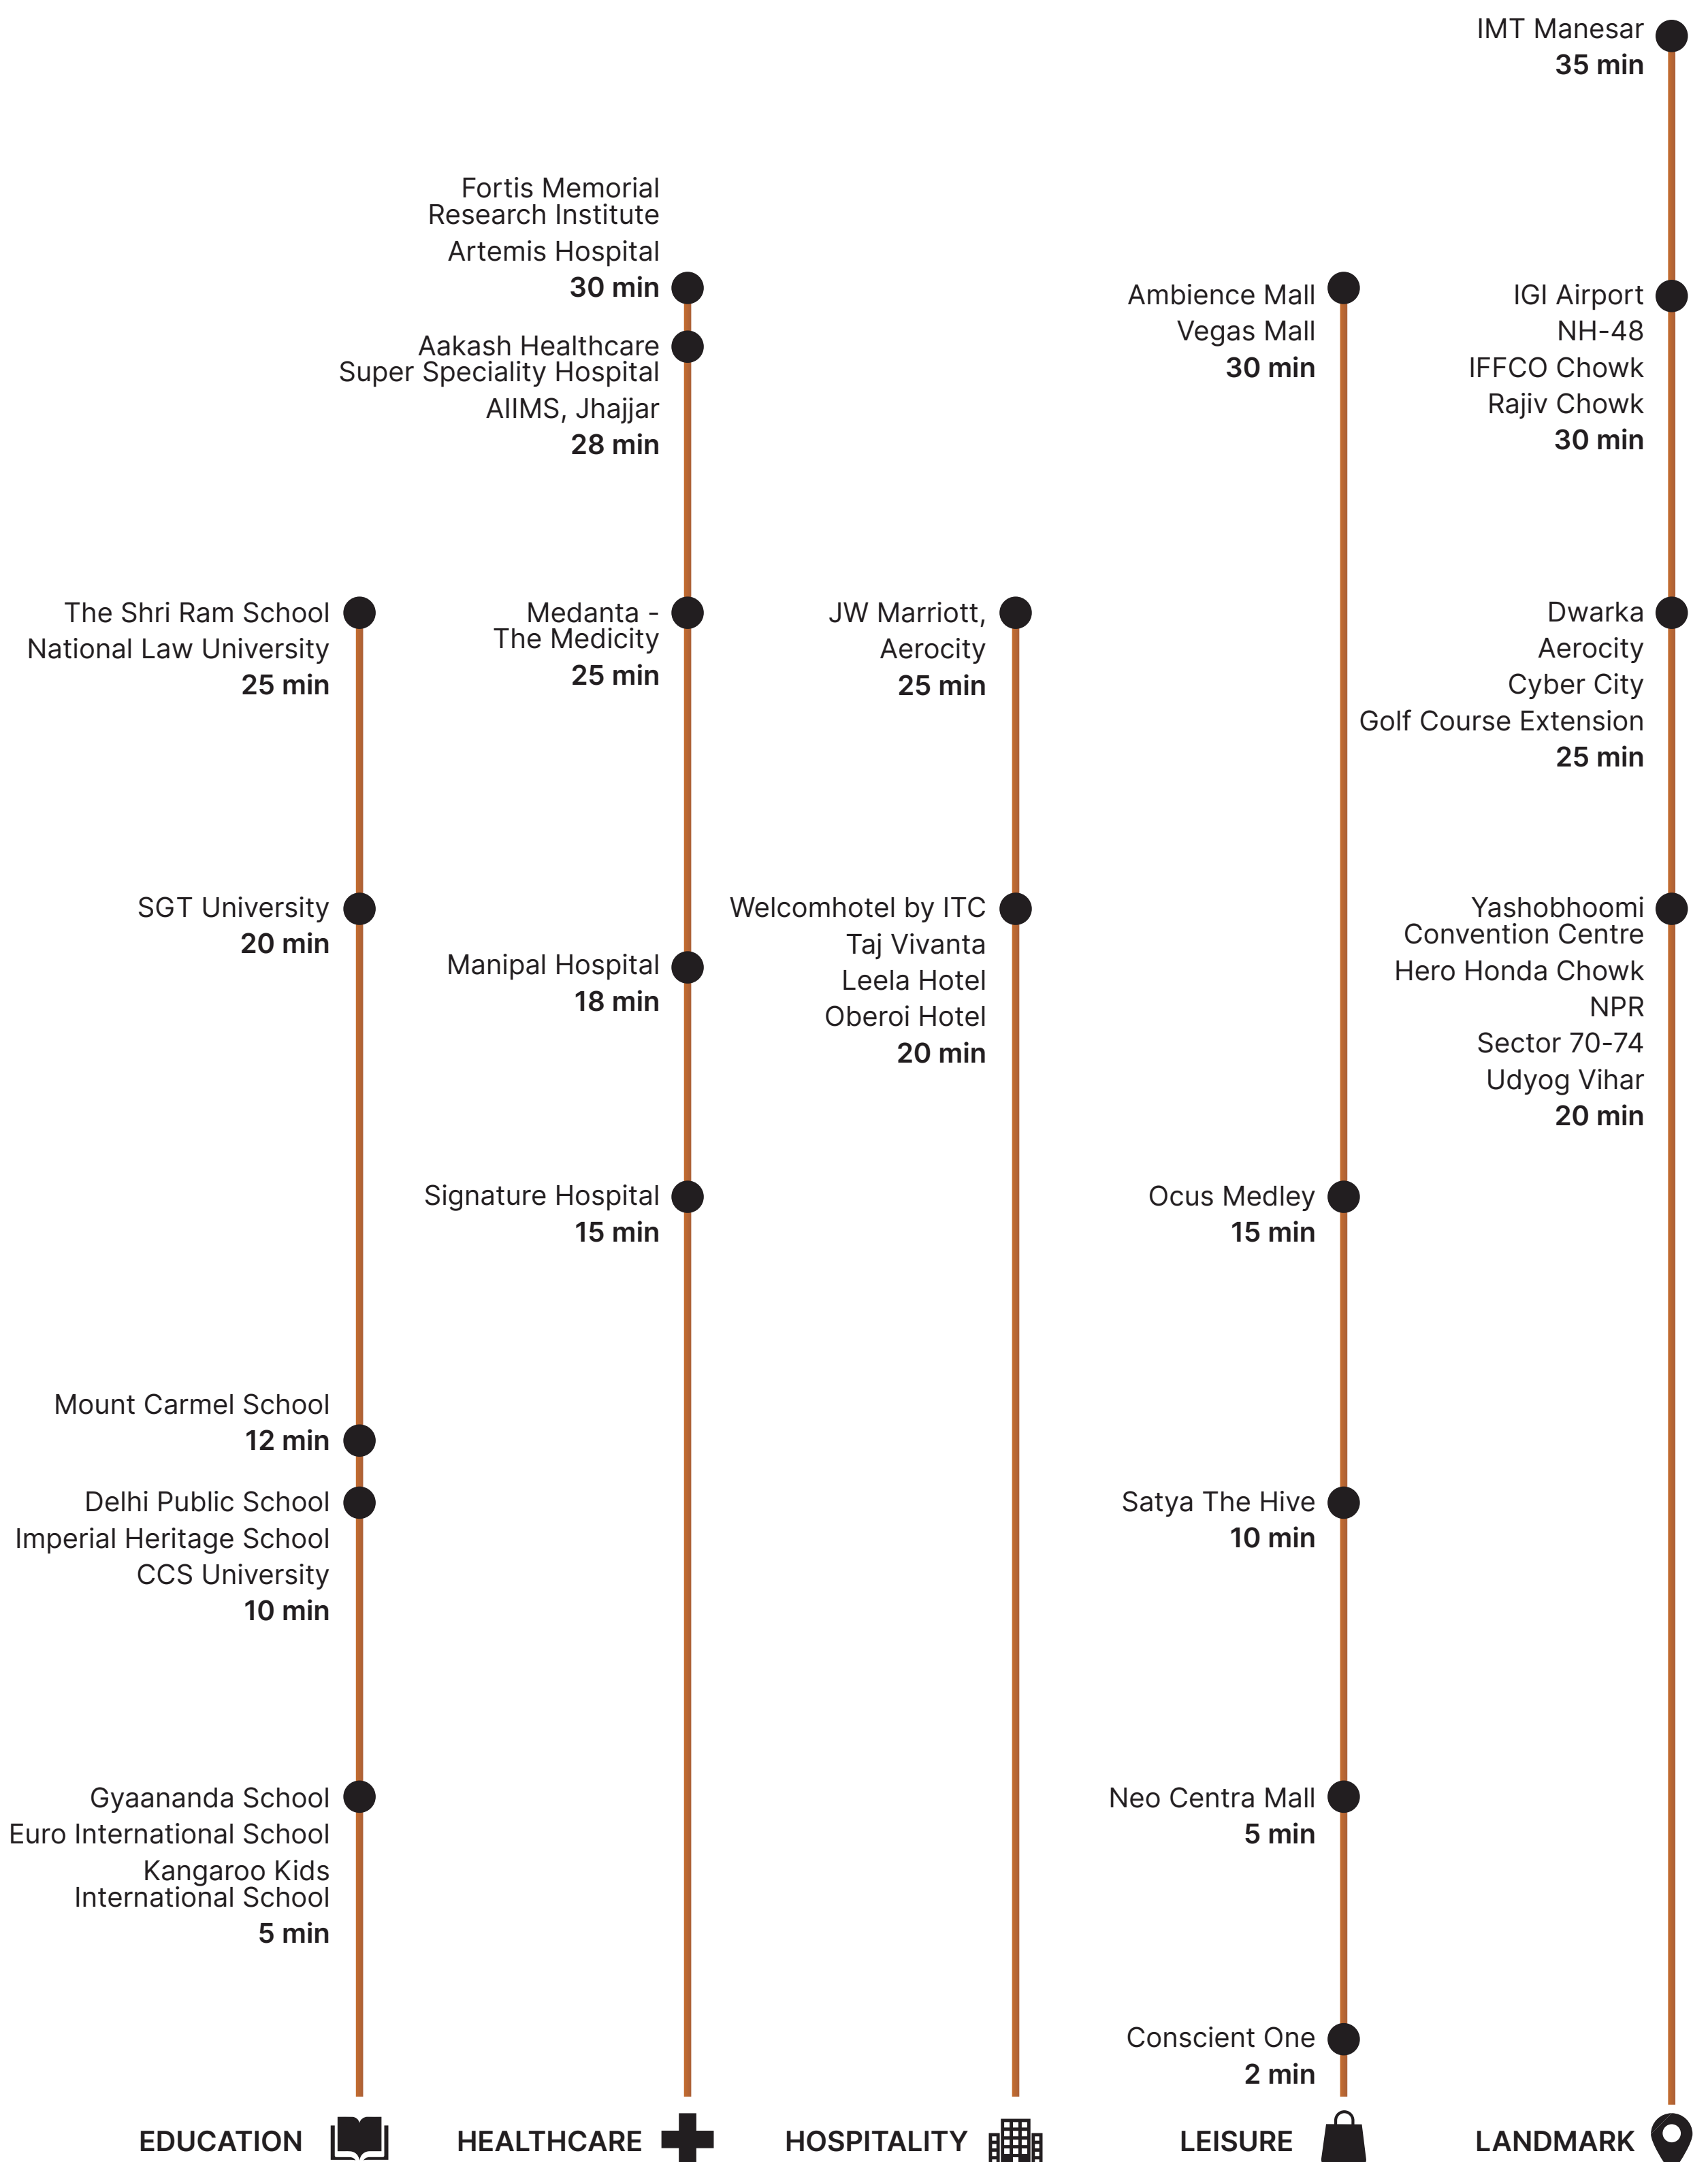 The Shri Ram School
National Law University
25 min
SGT University
20 min
Mount Carmel School
12 min
Delhi Public School
Imperial Heritage School
CCS University
10 min
Gyaananda School
Euro International School
Kangaroo Kids
International School
5 min
EDUCATION
Fortis Memorial
Research Institute
Artemis Hospital
30 min
Aakash Healthcare
Super Speciality Hospital
AIIMS, Jhajjar
28 min
Medanta -
The Medicity
25 min
Manipal Hospital
18 min
Signature Hospital
15 min
HEALTHCARE
JW Marriott,
Aerocity
25 min
Welcomhotel by ITC
Taj Vivanta
Leela Hotel
Oberoi Hotel
20 min
HOSPITALITY
Ambience Mall
Vegas Mall
30 min
Ocus Medley
15 min
Satya The Hive
10 min
Neo Centra Mall
5 min
Conscient One
2 min
LEISURE
IMT Manesar
35 min
IGI Airport
NH-48
IFFCO Chowk
Rajiv Chowk
30 min
Dwarka
Aerocity
Cyber City
Golf Course Extension
25 min
Yashobhoomi
Convention Centre
Hero Honda Chowk
NPR
Sector 70-74
Udyog Vihar
20 min
LANDMARK